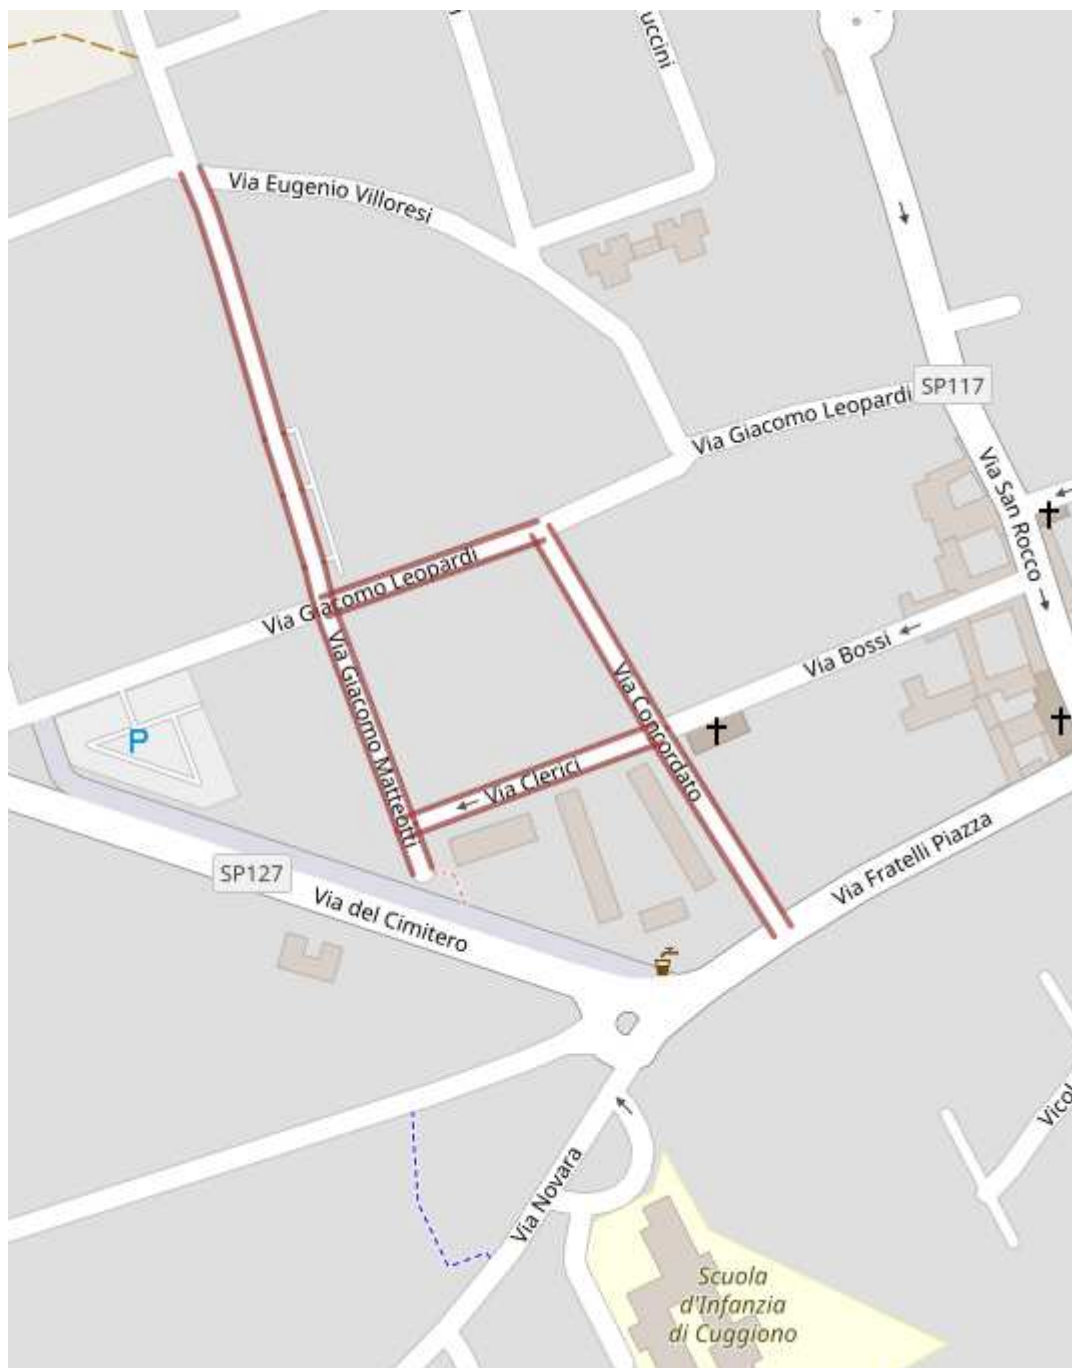 uccini
Via Eugenio Villoresi
SP117
Via Giacomo Leopardi
Via San Rocco
Via Giacomo Leopardi
Via Giacomo Matteotti
Via Concordato
Via Bossi
P
Via Clerici
SP127
Via del Cimitero
Via Fratelli Piazza
Vicol
Via Novara
Scuola
d'Infanzia
di Cuggiono